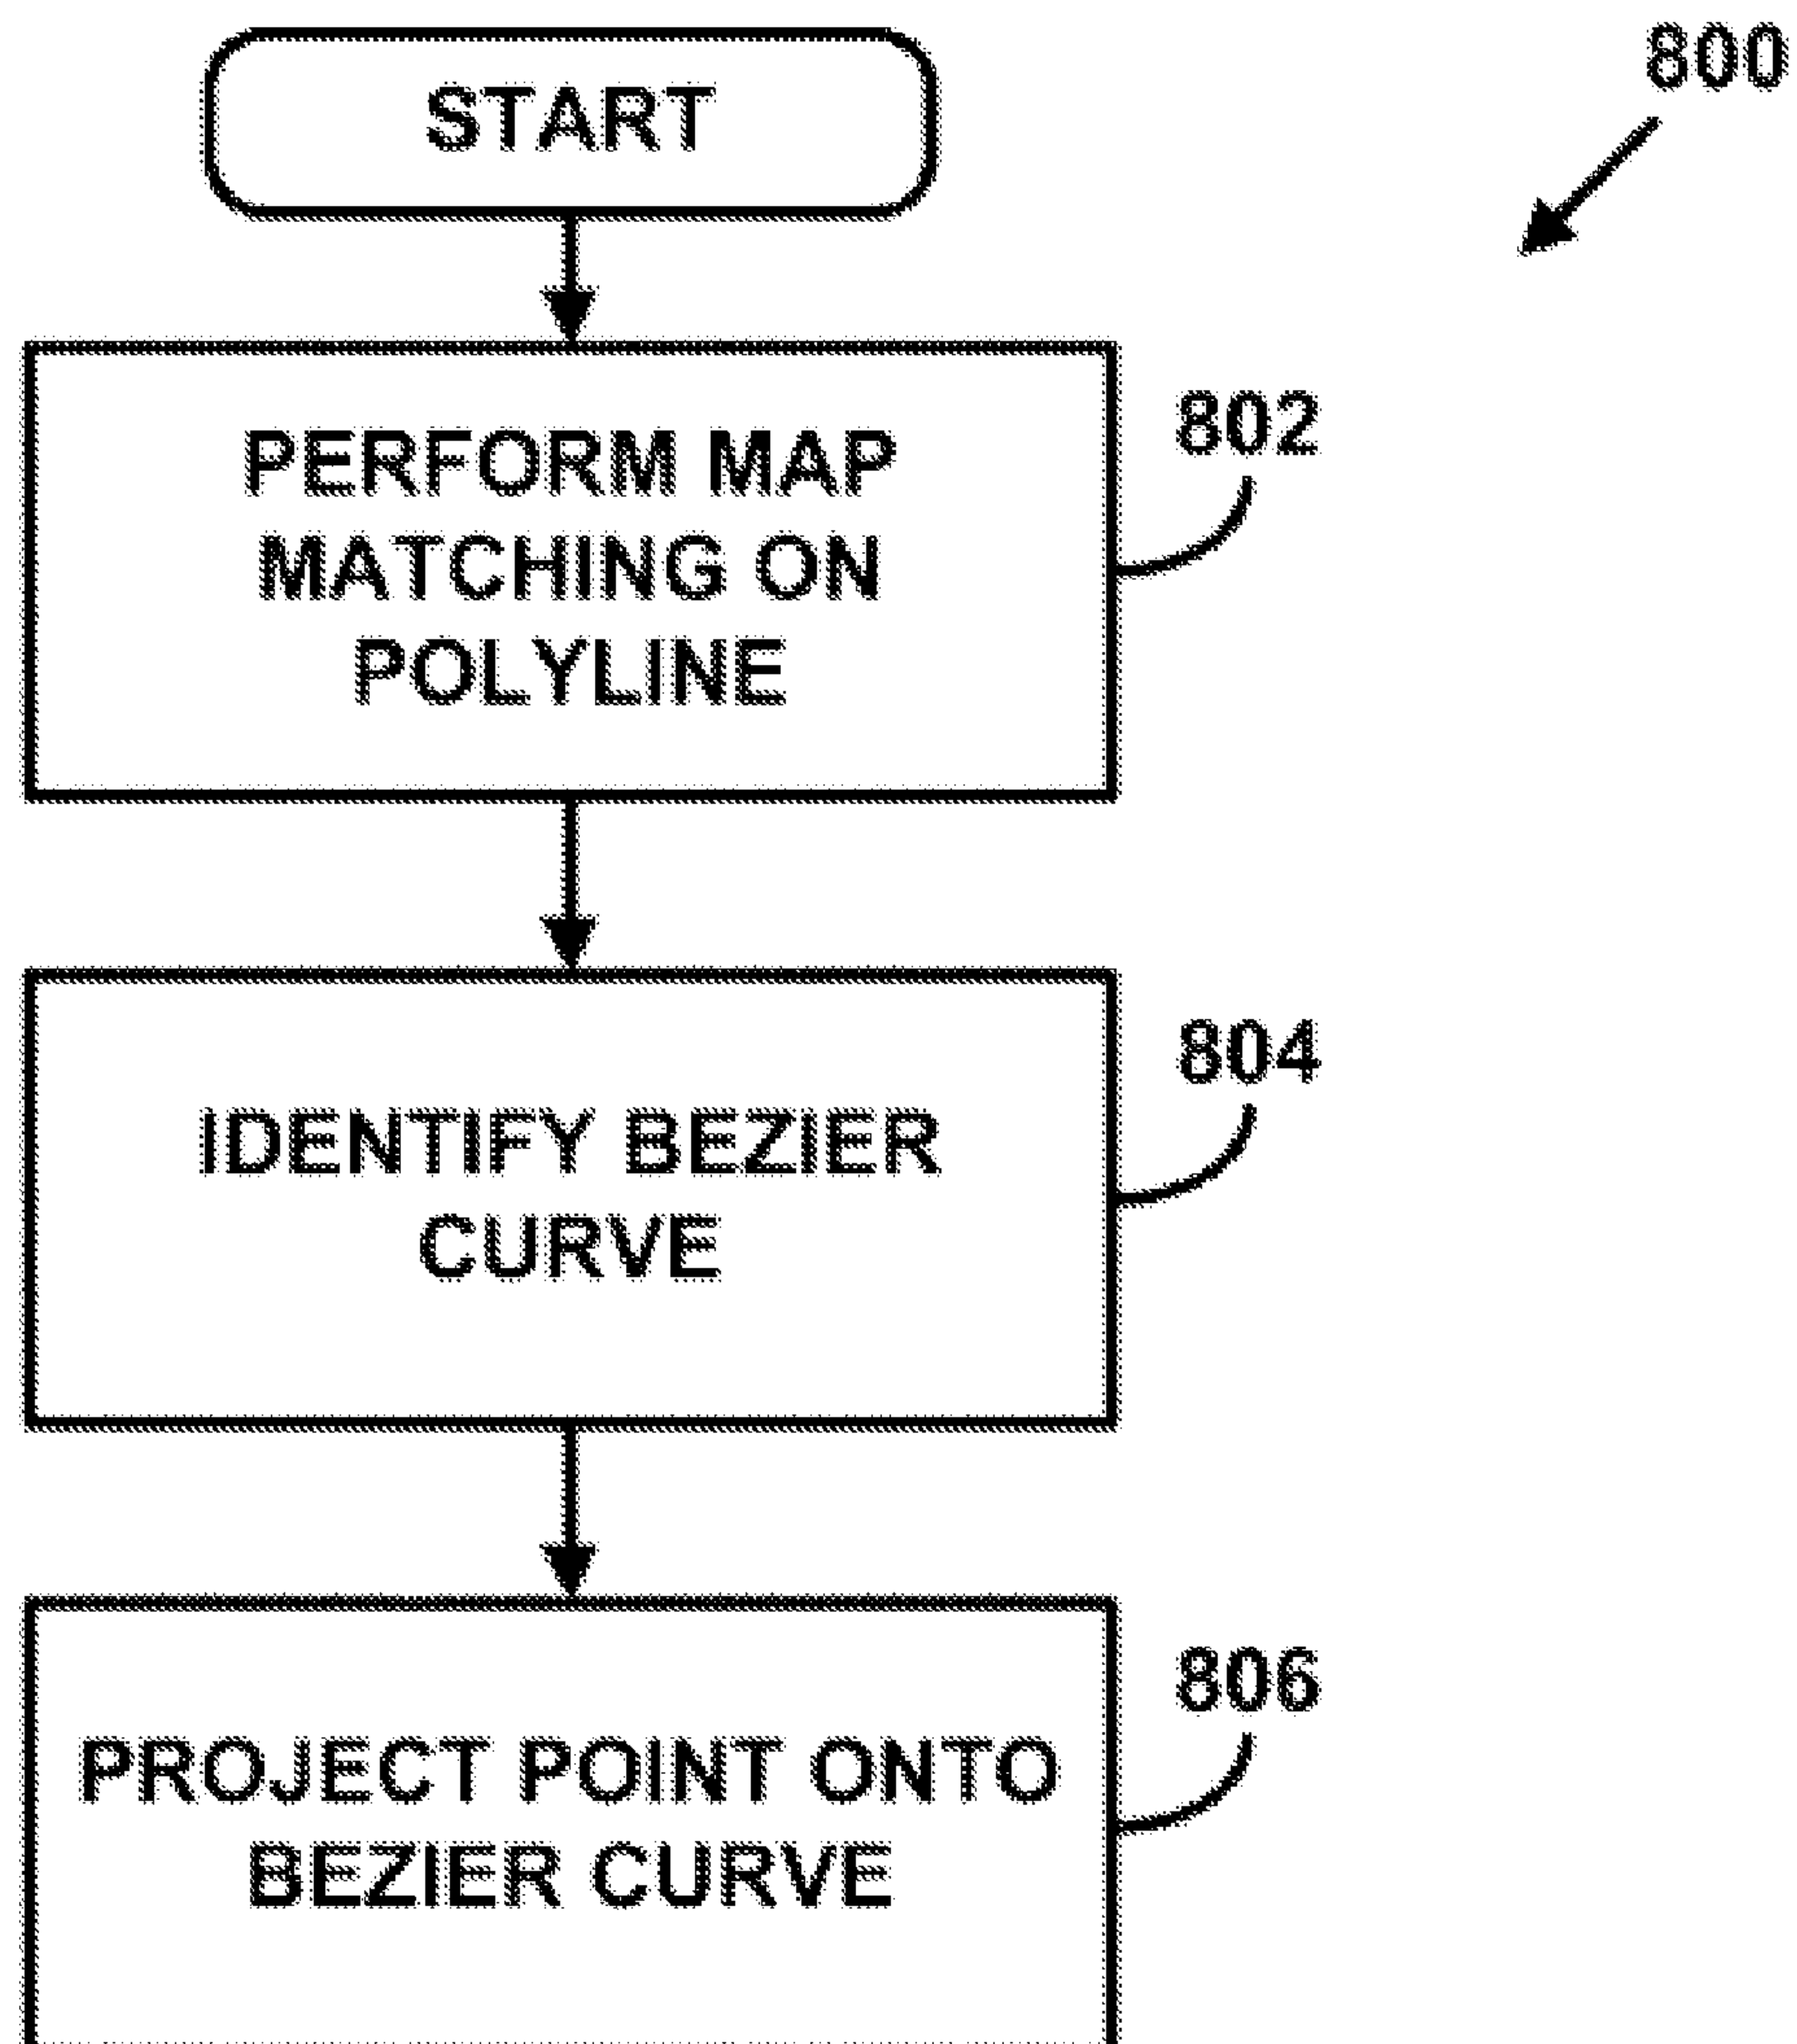 START
800
PERFORM MAP
MATCHING ON
POLYLINE
802
IDENTIFY BEZIER
CURVE
804
PROJECT POINT ONTO
BEZIER CURVE
806